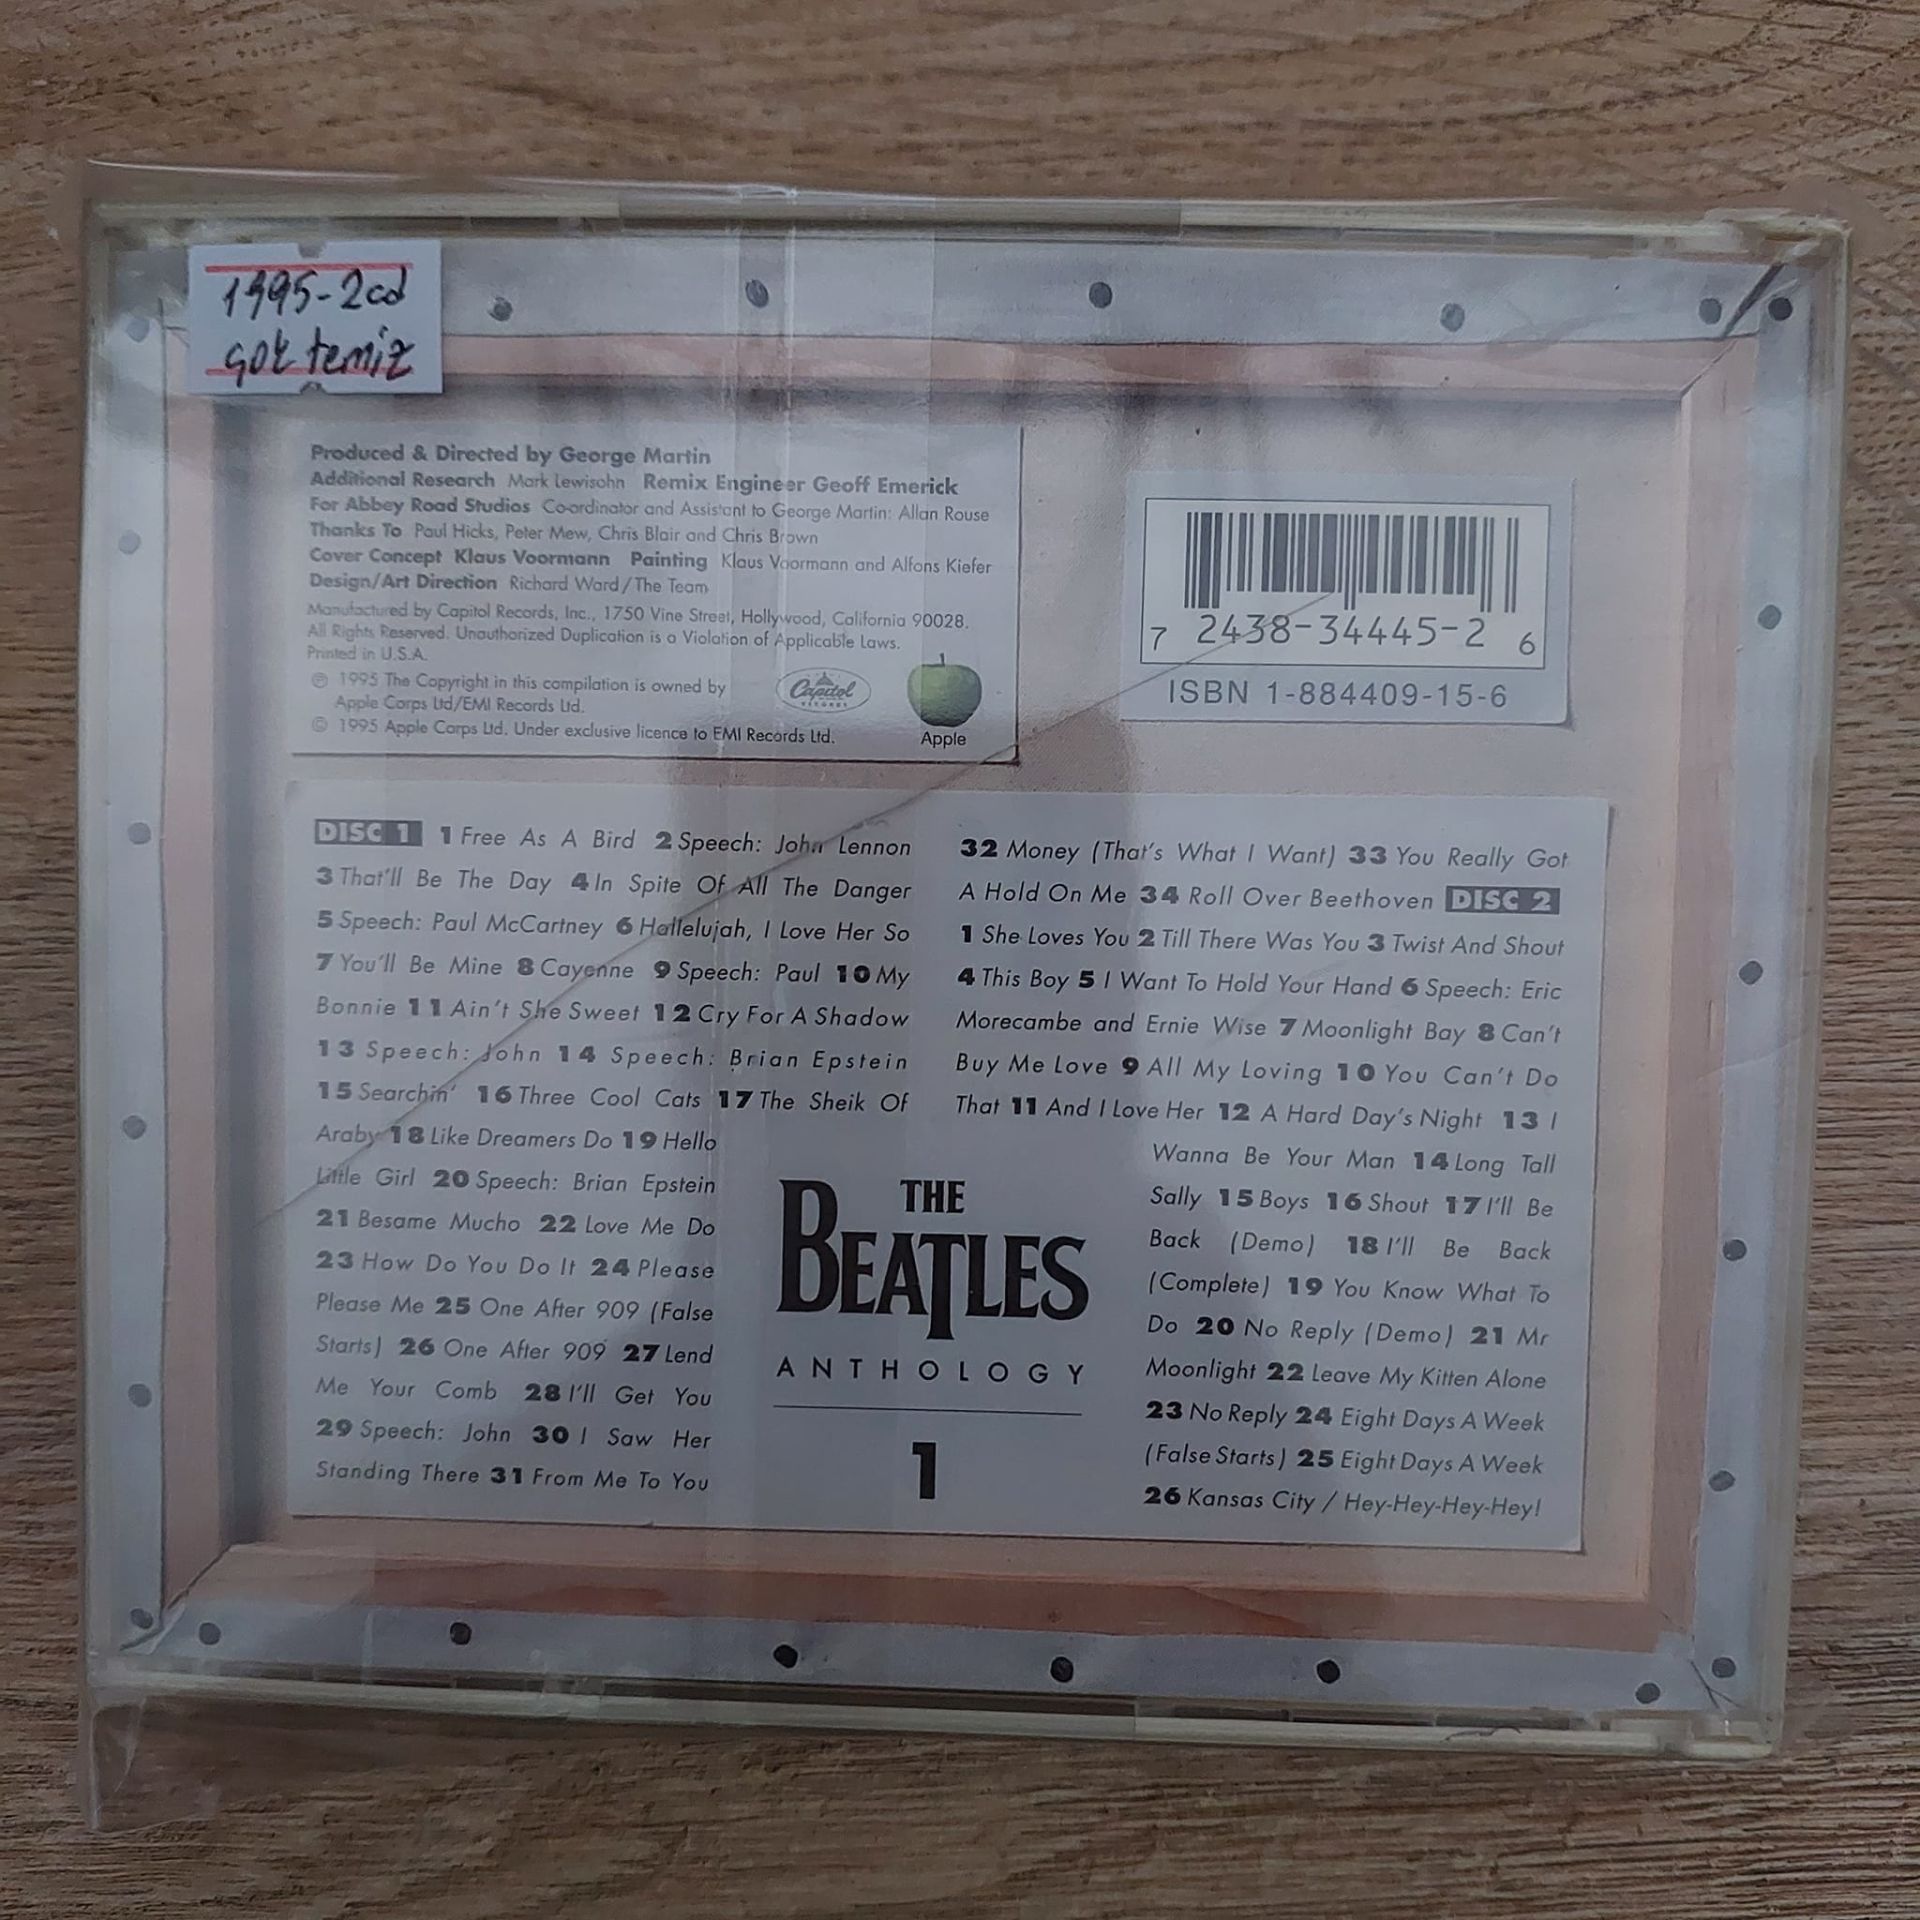 1995-2cd
çok temiz
Produced & Directed by George Martin
Additional Research Mark Lewisohn Remix Engineer Geoff Emerick
For Abbey Road Studios Co-ordinator and Assistant to George Martin: Allan Rouse
Thanks To Paul Hicks, Peter Mew, Chris Blair and Chris Brown
Cover Concept Klaus Voormann Painting Klaus Voormann and Alfons Kiefer
Design/Art Direction Richard Ward/The Team
Manufactured by Capitol Records, Inc., 1750 Vine Street, Hollywood, California 90028.
All Rights Reserved. Unauthorized Duplication is a Violation of Applicable Laws.
Printed in U.S.A.
℗ 1995 The Copyright in this compilation is owned by
Apple Corps Ltd/EMI Records Ltd.
© 1995 Apple Corps Ltd. Under exclusive licence to EMI Records Ltd.
Capitol
RECORDS
Apple
7 2438-34445-2 6
ISBN 1-884409-15-6
DISC 1 1 Free As A Bird 2 Speech: John Lennon
3 That'll Be The Day 4 In Spite Of All The Danger
5 Speech: Paul McCartney 6 Hallelujah, I Love Her So
7 You'll Be Mine 8 Cayenne 9 Speech: Paul 10 My
Bonnie 11 Ain't She Sweet 12 Cry For A Shadow
13 Speech: John 14 Speech: Brian Epstein
15 Searchin' 16 Three Cool Cats 17 The Sheik Of
Araby 18 Like Dreamers Do 19 Hello
Little Girl 20 Speech: Brian Epstein
21 Besame Mucho 22 Love Me Do
23 How Do You Do It 24 Please
Please Me 25 One After 909 (False
Starts) 26 One After 909 27 Lend
Me Your Comb 28 I'll Get You
29 Speech: John 30 I Saw Her
Standing There 31 From Me To You
32 Money (That's What I Want) 33 You Really Got
A Hold On Me 34 Roll Over Beethoven DISC 2
1 She Loves You 2 Till There Was You 3 Twist And Shout
4 This Boy 5 I Want To Hold Your Hand 6 Speech: Eric
Morecambe and Ernie Wise 7 Moonlight Bay 8 Can't
Buy Me Love 9 All My Loving 10 You Can't Do
That 11 And I Love Her 12 A Hard Day's Night 13 I
Wanna Be Your Man 14 Long Tall
Sally 15 Boys 16 Shout 17 I'll Be
Back (Demo) 18 I'll Be Back
(Complete) 19 You Know What To
Do 20 No Reply (Demo) 21 Mr
Moonlight 22 Leave My Kitten Alone
23 No Reply 24 Eight Days A Week
(False Starts) 25 Eight Days A Week
26 Kansas City / Hey-Hey-Hey-Hey!
THE
BEATLES
ANTHOLOGY
1